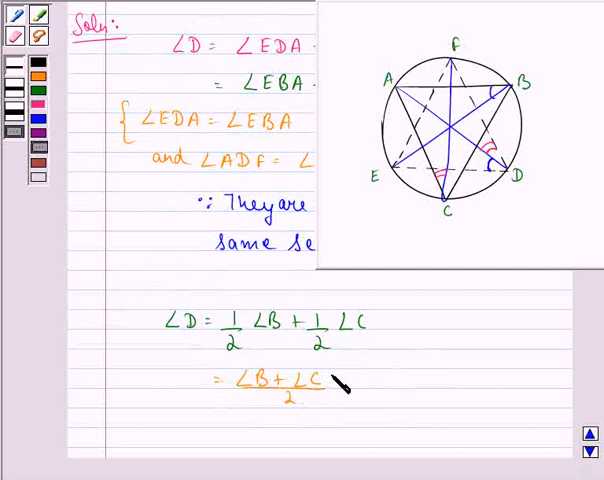 Soln:
∠D = ∠EDA
= ∠EBA
{ ∠EDA = ∠EBA
and ∠ADF = ∠
∵ They are
same se
∠D = 1/2 ∠B + 1/2 ∠C
= (∠B + ∠C)/2
F
A
B
E
D
C